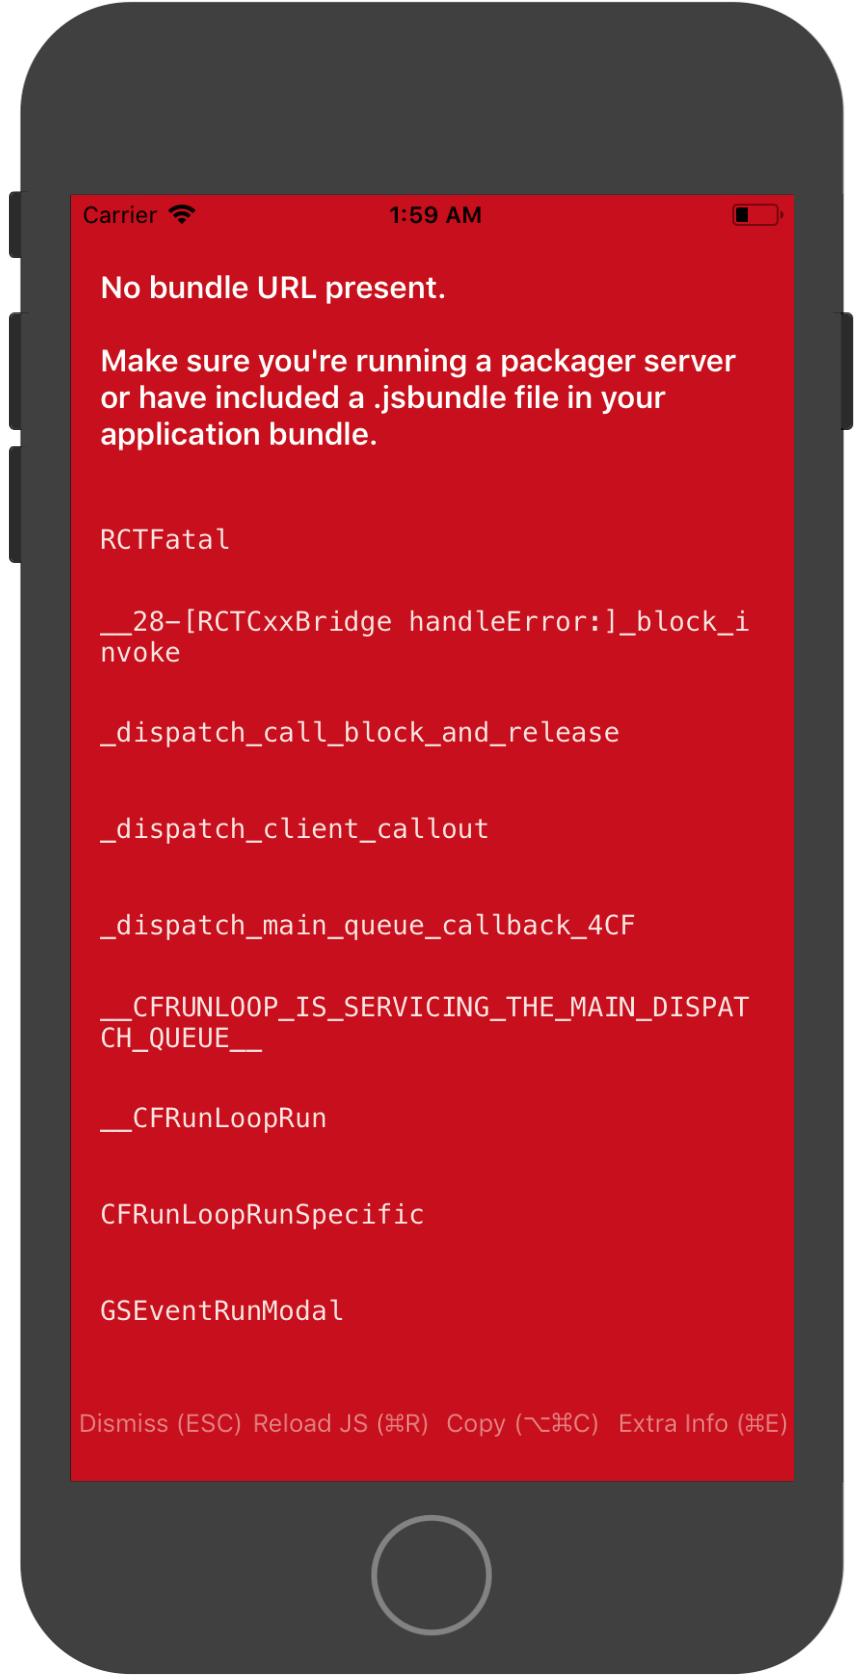 Carrier 1:59 AM
No bundle URL present.
Make sure you're running a packager server
or have included a .jsbundle file in your
application bundle.
RCTFatal
__28-[RCTCxxBridge handleError:]_block_i
nvoke
_dispatch_call_block_and_release
_dispatch_client_callout
_dispatch_main_queue_callback_4CF
__CFRUNLOOP_IS_SERVICING_THE_MAIN_DISPAT
CH_QUEUE__
__CFRunLoopRun
CFRunLoopRunSpecific
GSEventRunModal
Dismiss (ESC) Reload JS (⌘R) Copy (⌥⌘C) Extra Info (⌘E)